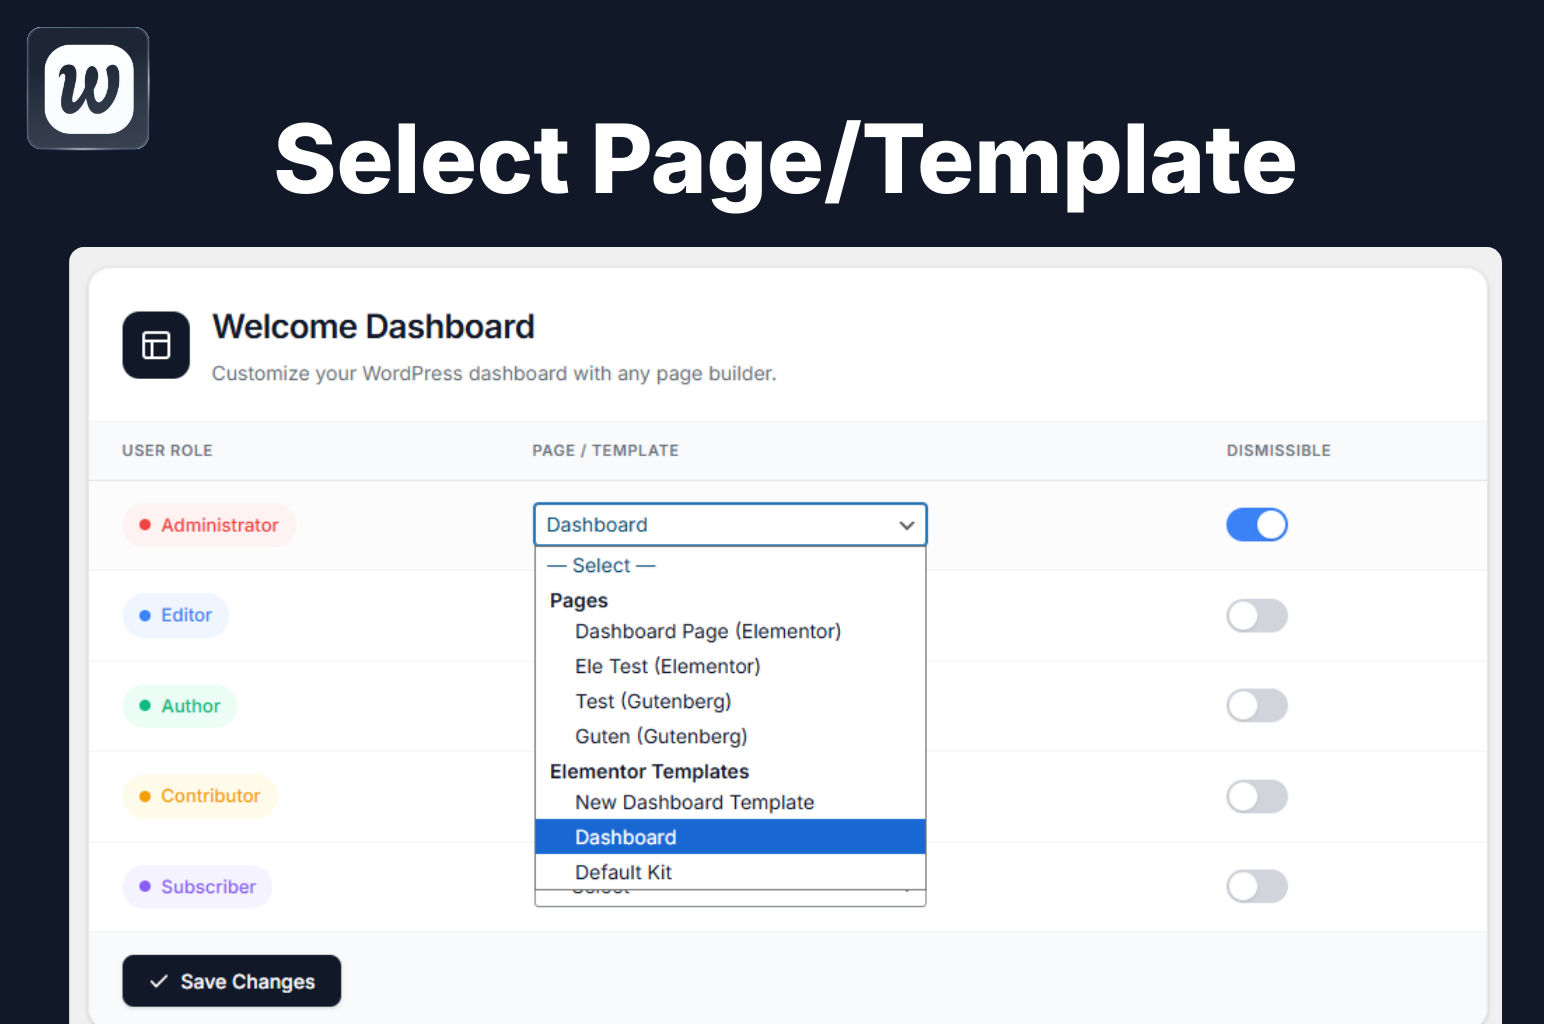 w
Select Page/Template
Welcome Dashboard
Customize your WordPress dashboard with any page builder.
USER ROLE PAGE / TEMPLATE DISMISSIBLE
Administrator Dashboard
— Select —
Pages
Editor
Dashboard Page (Elementor)
Ele Test (Elementor)
Author
Test (Gutenberg)
Guten (Gutenberg)
Elementor Templates
Contributor
New Dashboard Template
Dashboard
Default Kit
Subscriber
Select
Save Changes